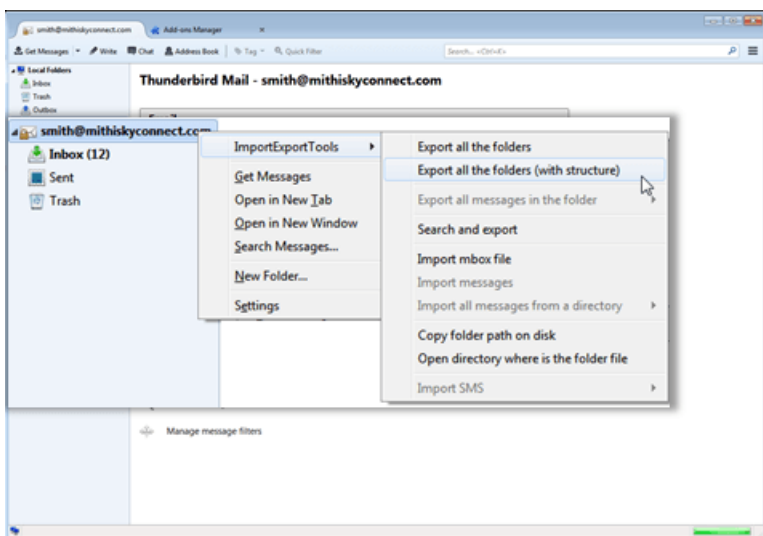 smith@mithiskyconnect.com Add-ons Manager
Get Messages Write Chat Address Book Tag Quick Filter Search... <Ctrl+K>
Local Folders
Inbox
Trash
Outbox
Thunderbird Mail - smith@mithiskyconnect.com
Email
smith@mithiskyconnect.com
Inbox (12)
Sent
Trash
ImportExportTools
Get Messages
Open in New Tab
Open in New Window
Search Messages...
New Folder...
Settings
Export all the folders
Export all the folders (with structure)
Export all messages in the folder
Search and export
Import mbox file
Import messages
Import all messages from a directory
Copy folder path on disk
Open directory where is the folder file
Import SMS
Manage message filters